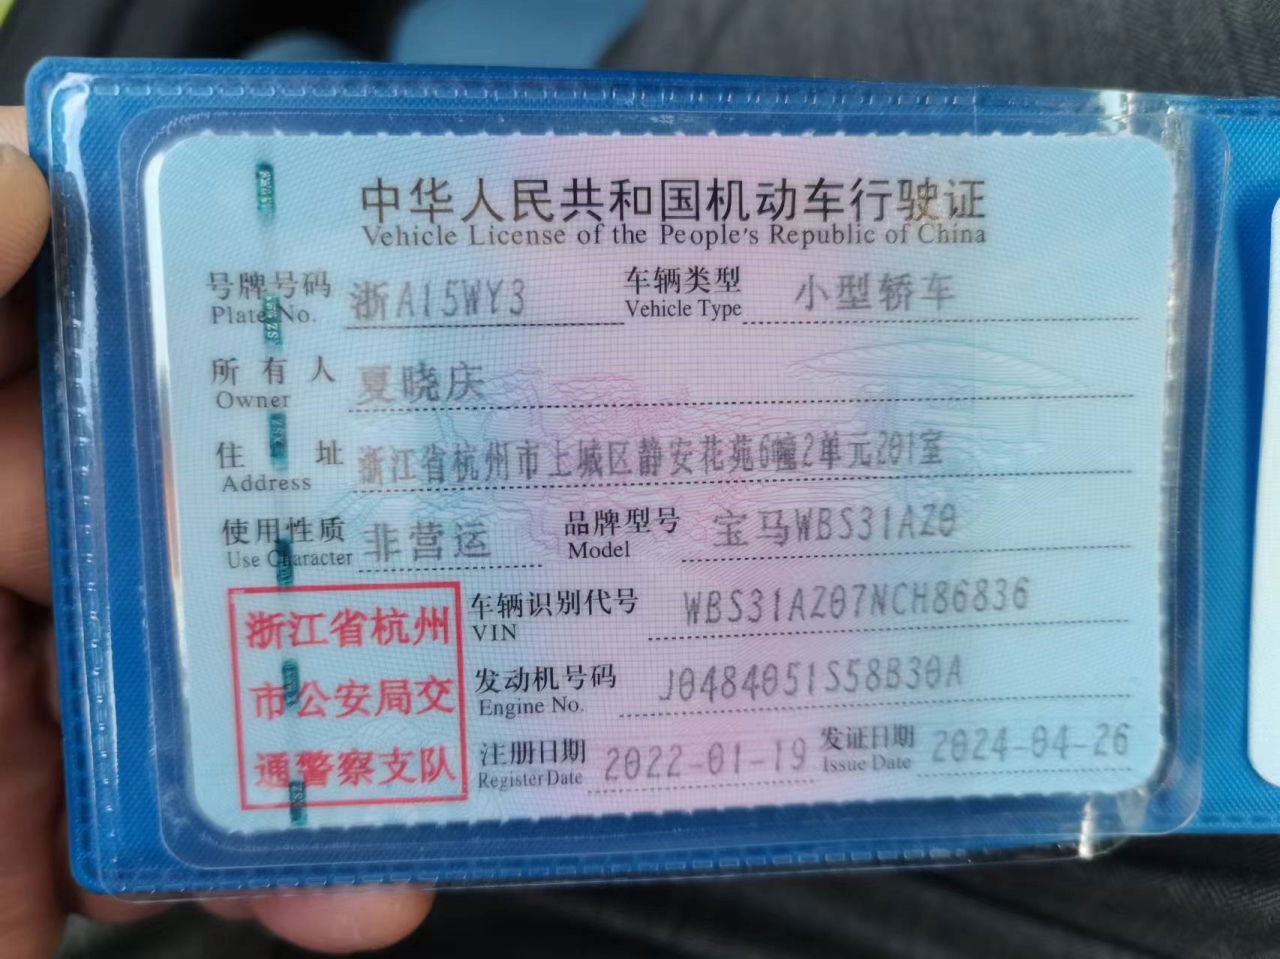 中华人民共和国机动车行驶证
Vehicle License of the People's Republic of China
号牌号码 浙A15WY3 车辆类型 小型轿车
Plate No. Vehicle Type
所有人 夏晓庆
Owner
住址 浙江省杭州市上城区静安花苑6幢2单元201室
Address
使用性质 非营运 品牌型号 宝马WBS31AZ0
Use Character Model
浙江省杭州
市公安局交
通警察支队
车辆识别代号 WBS31AZ07NCH86836
VIN
发动机号码 J0484051S58B30A
Engine No.
注册日期 2022-01-19 发证日期 2024-04-26
Register Date Issue Date